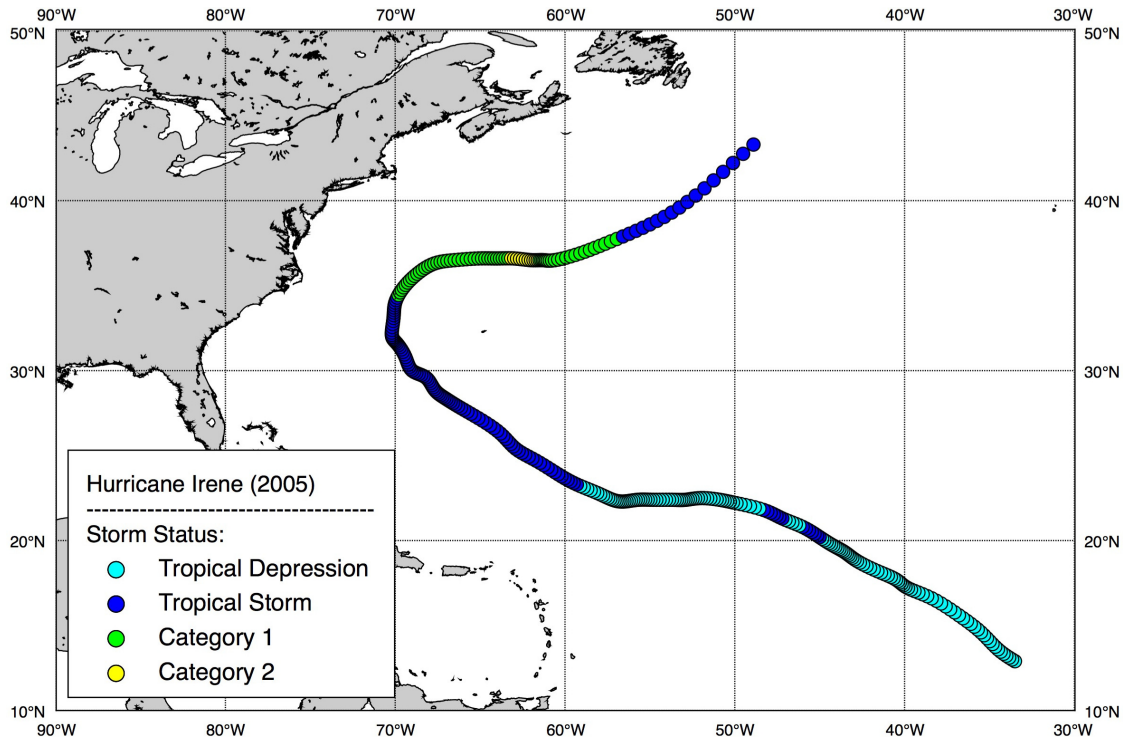 90°W 80°W 70°W 60°W 50°W 40°W 30°W
50°N 50°N
40°N 40°N
30°N 30°N
Hurricane Irene (2005)
--------------------------------------
Storm Status:
20°N 20°N
Tropical Depression
Tropical Storm
Category 1
Category 2
10°N 10°N
90°W 80°W 70°W 60°W 50°W 40°W 30°W